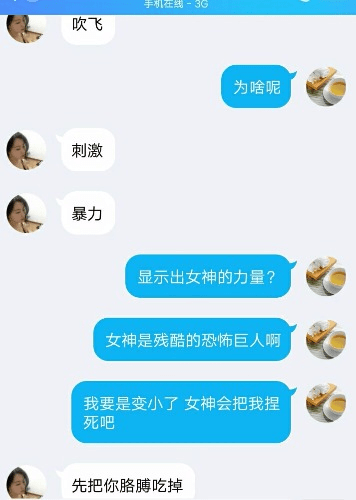 手机在线 - 3G
吹飞
为啥呢
刺激
暴力
显示出女神的力量?
女神是残酷的恐怖巨人啊
我要是变小了 女神会把我捏
死吧
先把你胳膊吃掉